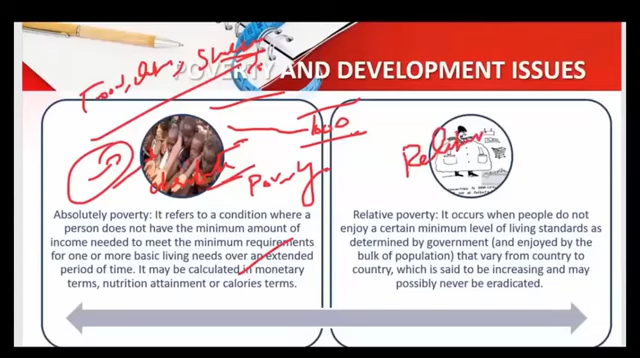 POVERTY AND DEVELOPMENT ISSUES
Absolutely poverty: It refers to a condition where a
person does not have the minimum amount of
income needed to meet the minimum requirements
for one or more basic living needs over an extended
period of time. It may be calculated in monetary
terms, nutrition attainment or calories terms.
Relative poverty: It occurs when people do not
enjoy a certain minimum level of living standards as
determined by government (and enjoyed by the
bulk of population) that vary from country to
country, which is said to be increasing and may
possibly never be eradicated.